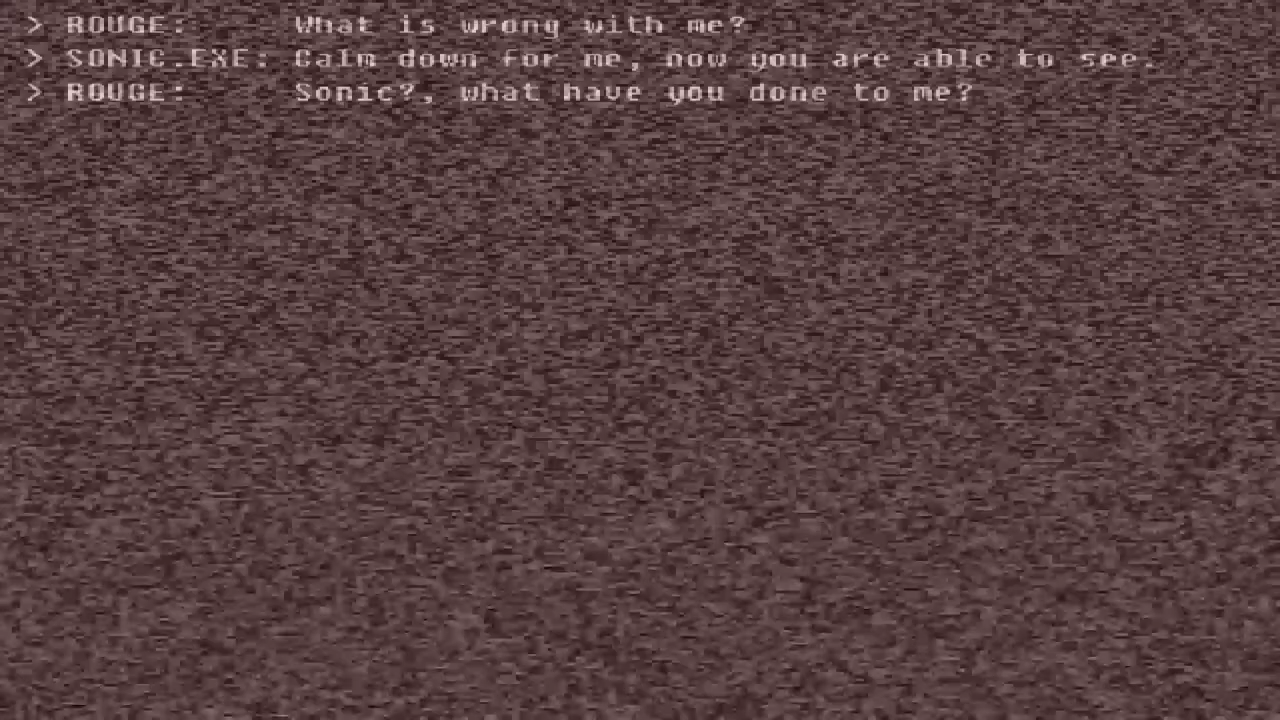 > ROUGE: What is wrong with me?
> SONIC.EXE: Calm down for me, now you are able to see.
> ROUGE: Sonic?, what have you done to me?